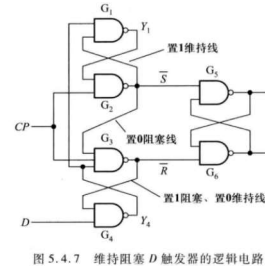 G₁
Y₁
置1维持线
G₂
S̅
G₅
CP
置0阻塞线
G₃
R̅
G₆
置1阻塞、置0维持线
D
Y₄
G₄
图 5.4.7 维持阻塞 D 触发器的逻辑电路